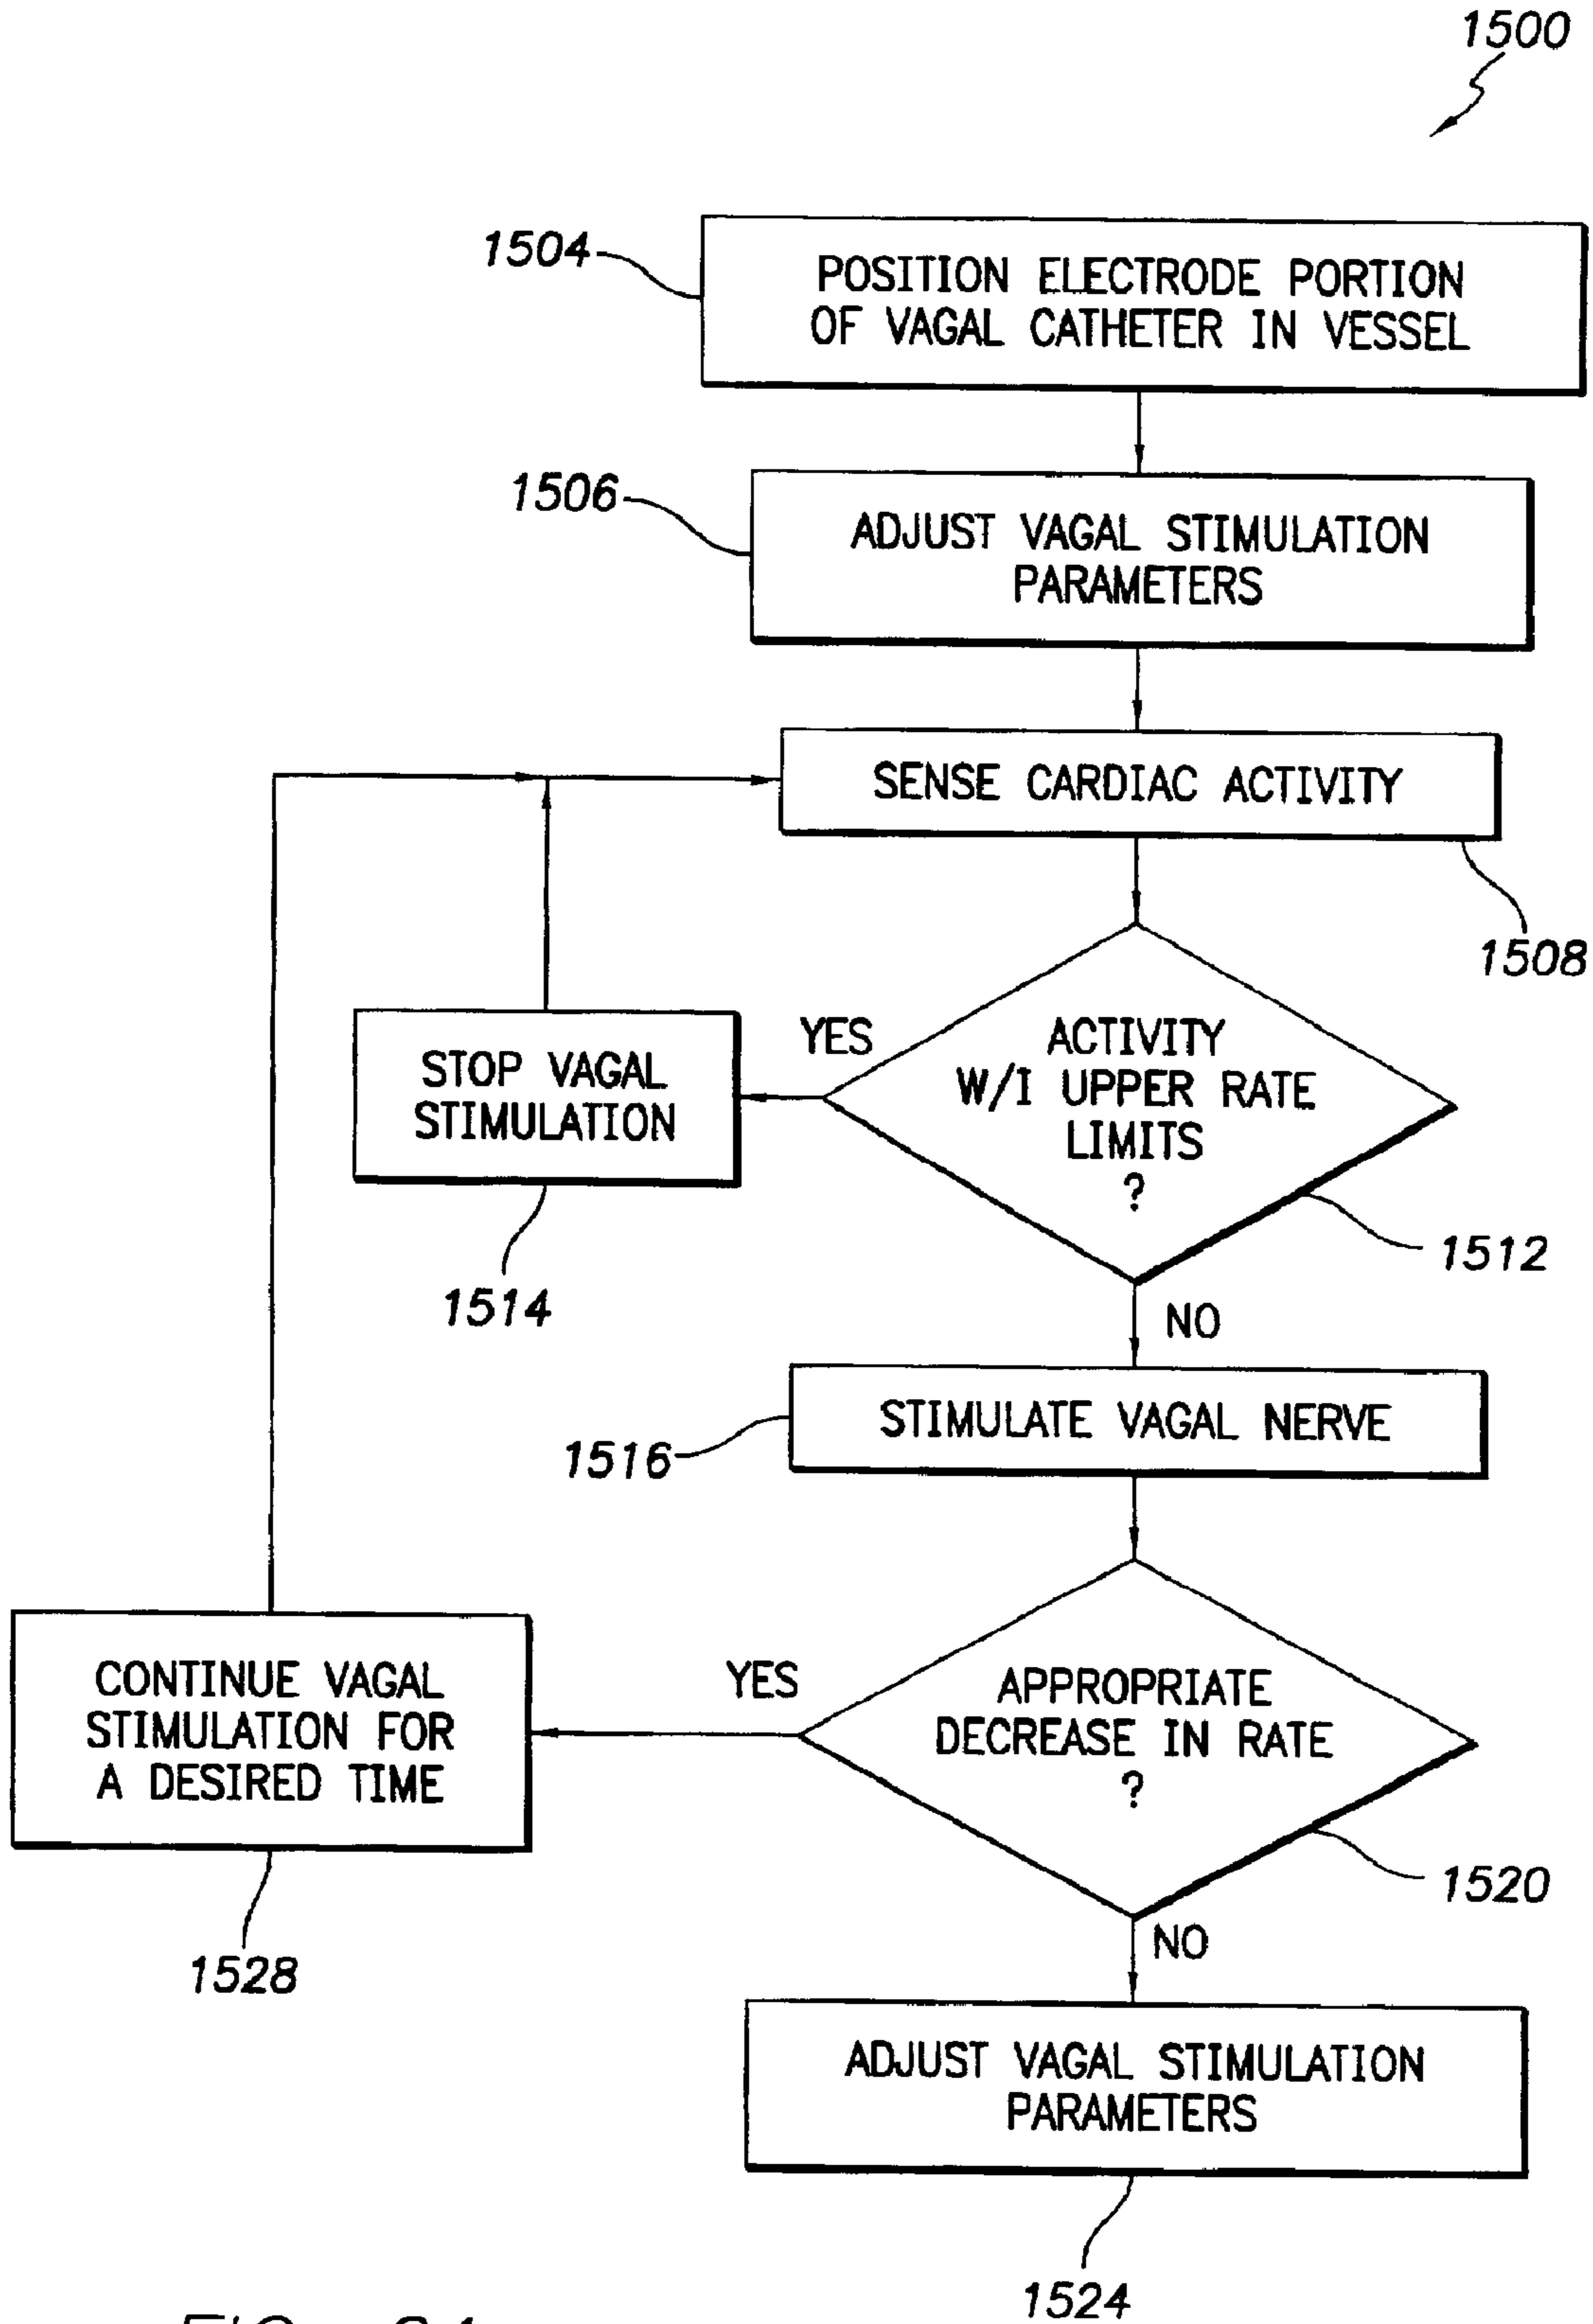 1500
1504
POSITION ELECTRODE PORTION
OF VAGAL CATHETER IN VESSEL
1506
ADJUST VAGAL STIMULATION
PARAMETERS
SENSE CARDIAC ACTIVITY
1508
STOP VAGAL
STIMULATION
1514
YES
ACTIVITY
W/I UPPER RATE
LIMITS
?
1512
NO
1516
STIMULATE VAGAL NERVE
CONTINUE VAGAL
STIMULATION FOR
A DESIRED TIME
1528
YES
APPROPRIATE
DECREASE IN RATE
?
1520
NO
ADJUST VAGAL STIMULATION
PARAMETERS
1524